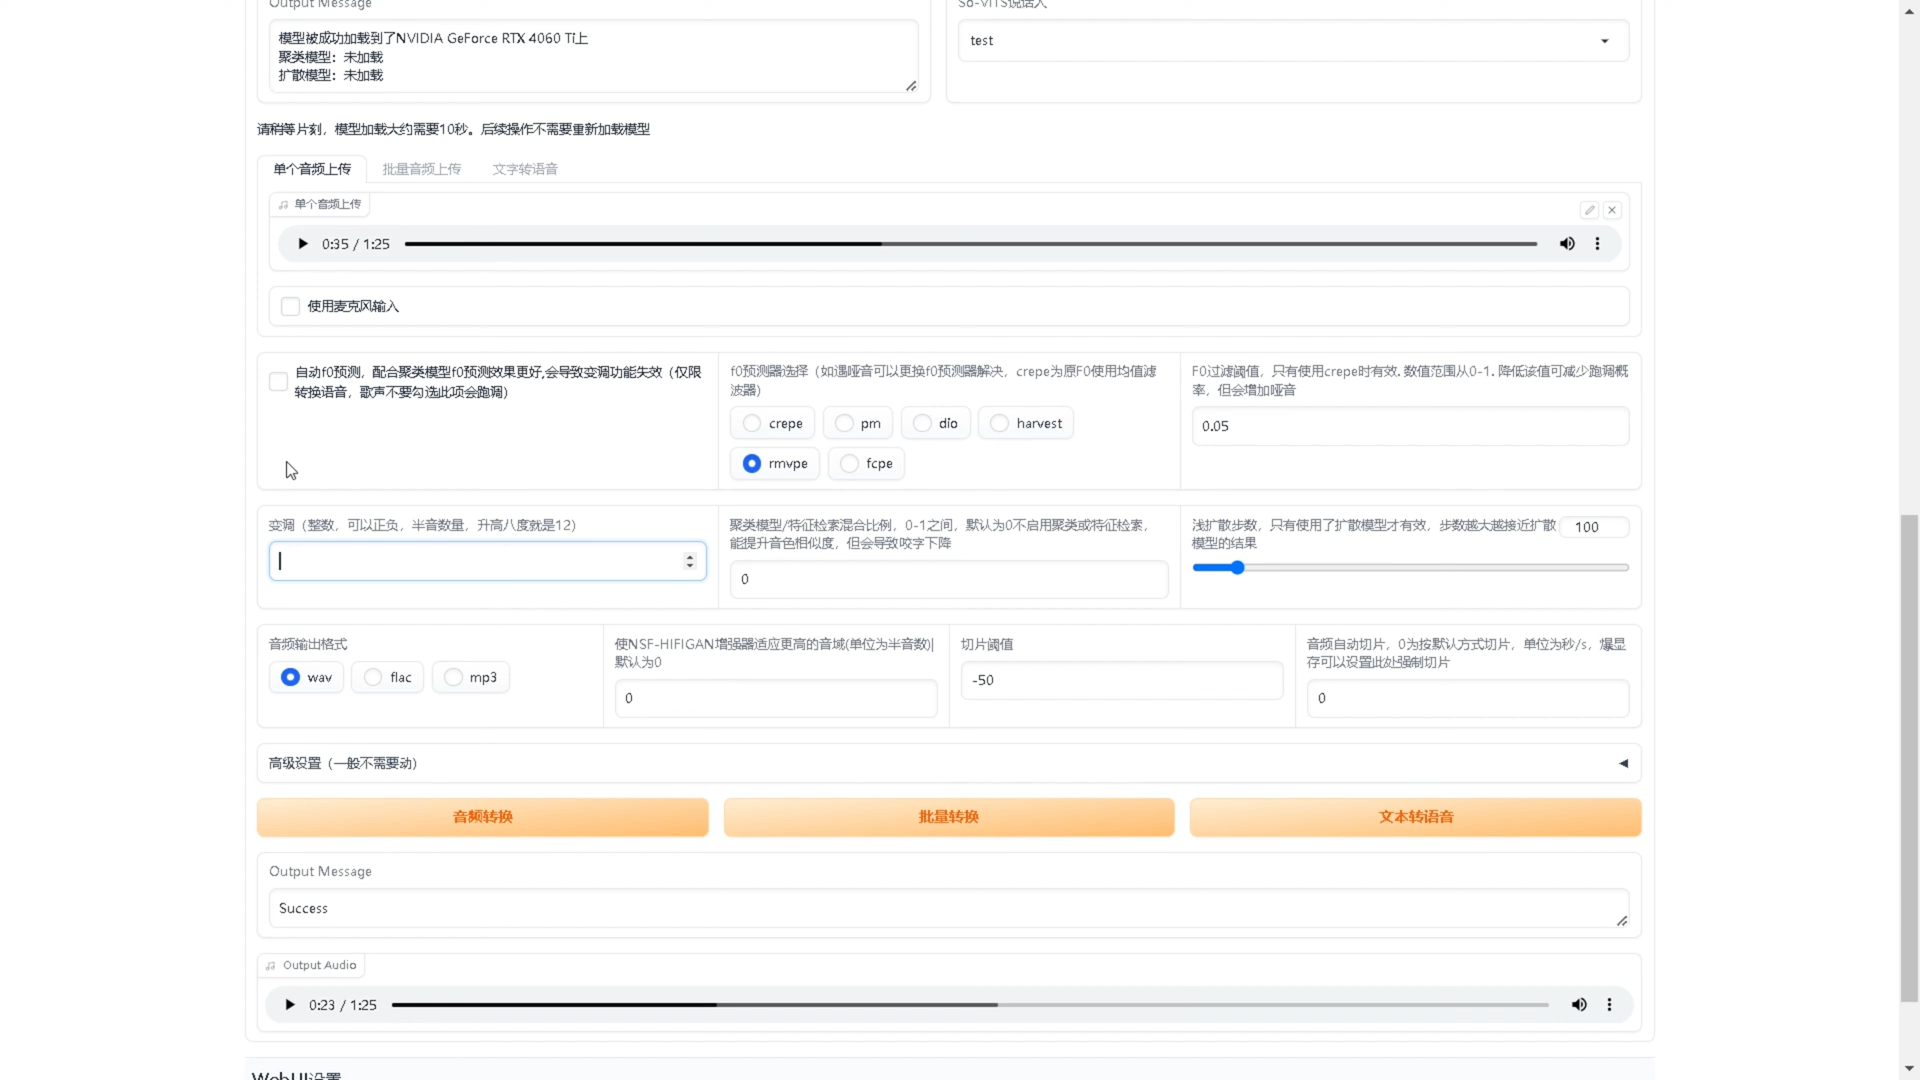 Output Message
So-VITS说话人
模型被成功加载到了NVIDIA GeForce RTX 4060 Ti上
聚类模型：未加载
扩散模型：未加载
test
请稍等片刻，模型加载大约需要10秒。后续操作不需要重新加载模型
单个音频上传
批量音频上传
文字转语音
单个音频上传
0:35 / 1:25
使用麦克风输入
自动f0预测，配合聚类模型f0预测效果更好,会导致变调功能失效（仅限
转换语音，歌声不要勾选此项会跑调）
f0预测器选择（如遇哑音可以更换f0预测器解决，crepe为原F0使用均值滤
波器）
crepe
pm
dio
harvest
rmvpe
fcpe
F0过滤阈值，只有使用crepe时有效. 数值范围从0-1. 降低该值可减少跑调概
率，但会增加哑音
0.05
变调（整数，可以正负，半音数量，升高八度就是12）
聚类模型/特征检索混合比例，0-1之间，默认为0不启用聚类或特征检索，
能提升音色相似度，但会导致咬字下降
0
浅扩散步数，只有使用了扩散模型才有效，步数越大越接近扩散
模型的结果
100
音频输出格式
wav
flac
mp3
使NSF-HIFIGAN增强器适应更高的音域(单位为半音数)|
默认为0
0
切片阈值
-50
音频自动切片，0为按默认方式切片，单位为秒/s，爆显
存可以设置此处强制切片
0
高级设置（一般不需要动）
音频转换
批量转换
文本转语音
Output Message
Success
Output Audio
0:23 / 1:25
WebUI设置